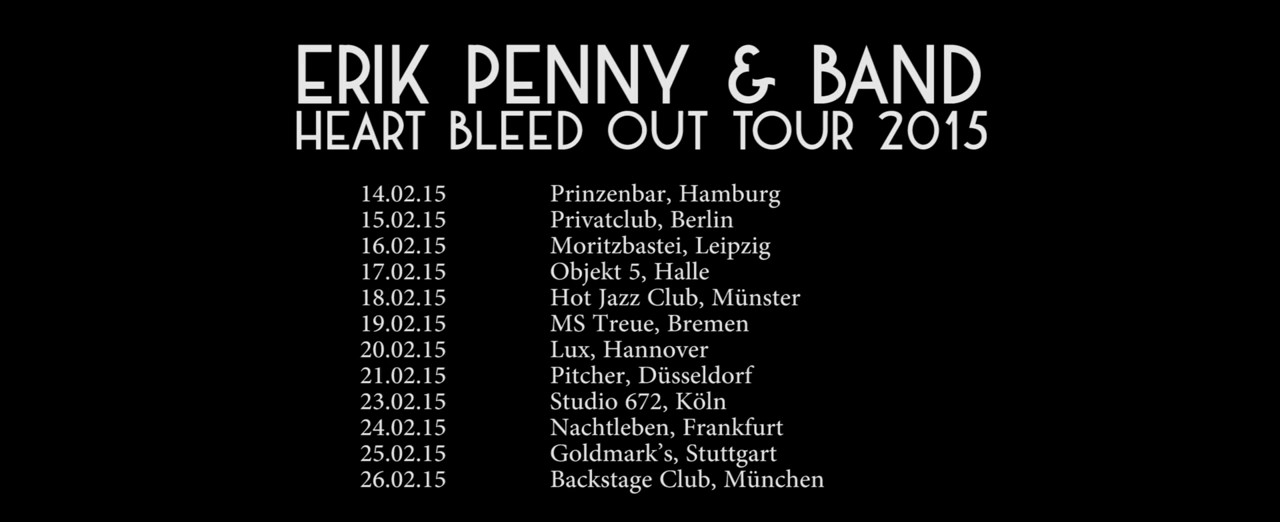 ERIK PENNY & BAND
HEART BLEED OUT TOUR 2015
14.02.15 Prinzenbar, Hamburg
15.02.15 Privatclub, Berlin
16.02.15 Moritzbastei, Leipzig
17.02.15 Objekt 5, Halle
18.02.15 Hot Jazz Club, Münster
19.02.15 MS Treue, Bremen
20.02.15 Lux, Hannover
21.02.15 Pitcher, Düsseldorf
23.02.15 Studio 672, Köln
24.02.15 Nachtleben, Frankfurt
25.02.15 Goldmark’s, Stuttgart
26.02.15 Backstage Club, München